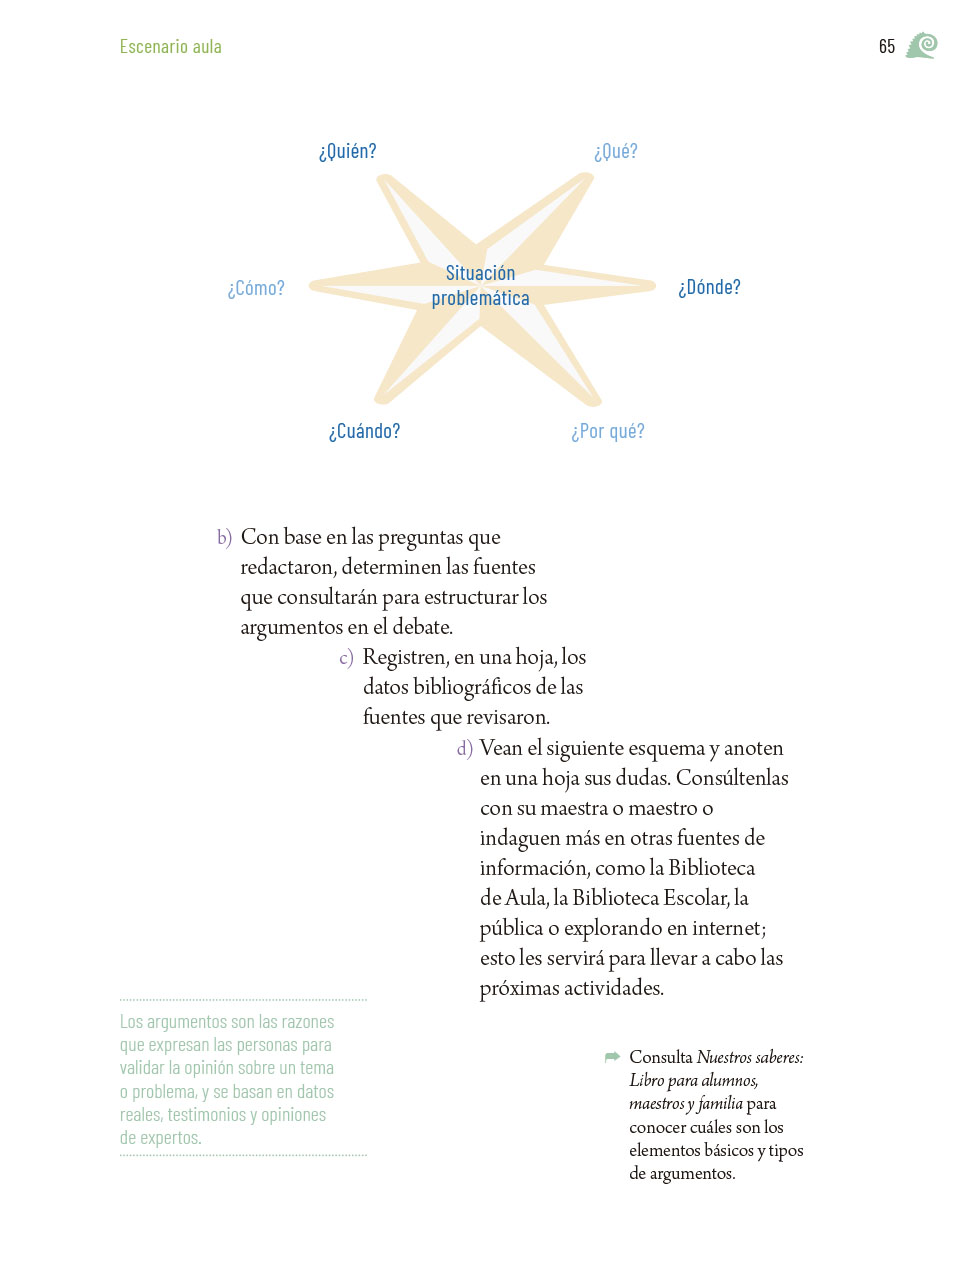 Escenario aula
65
¿Quién?
¿Qué?
¿Cómo?
Situación
problemática
¿Dónde?
¿Cuándo?
¿Por qué?
b) Con base en las preguntas que
redactaron, determinen las fuentes
que consultarán para estructurar los
argumentos en el debate.
c) Registren, en una hoja, los
datos bibliográficos de las
fuentes que revisaron.
d) Vean el siguiente esquema y anoten
en una hoja sus dudas. Consúltenlas
con su maestra o maestro o
indaguen más en otras fuentes de
información, como la Biblioteca
de Aula, la Biblioteca Escolar, la
pública o explorando en internet;
esto les servirá para llevar a cabo las
próximas actividades.
Los argumentos son las razones
que expresan las personas para
validar la opinión sobre un tema
o problema, y se basan en datos
reales, testimonios y opiniones
de expertos.
Consulta Nuestros saberes:
Libro para alumnos,
maestros y familia para
conocer cuáles son los
elementos básicos y tipos
de argumentos.